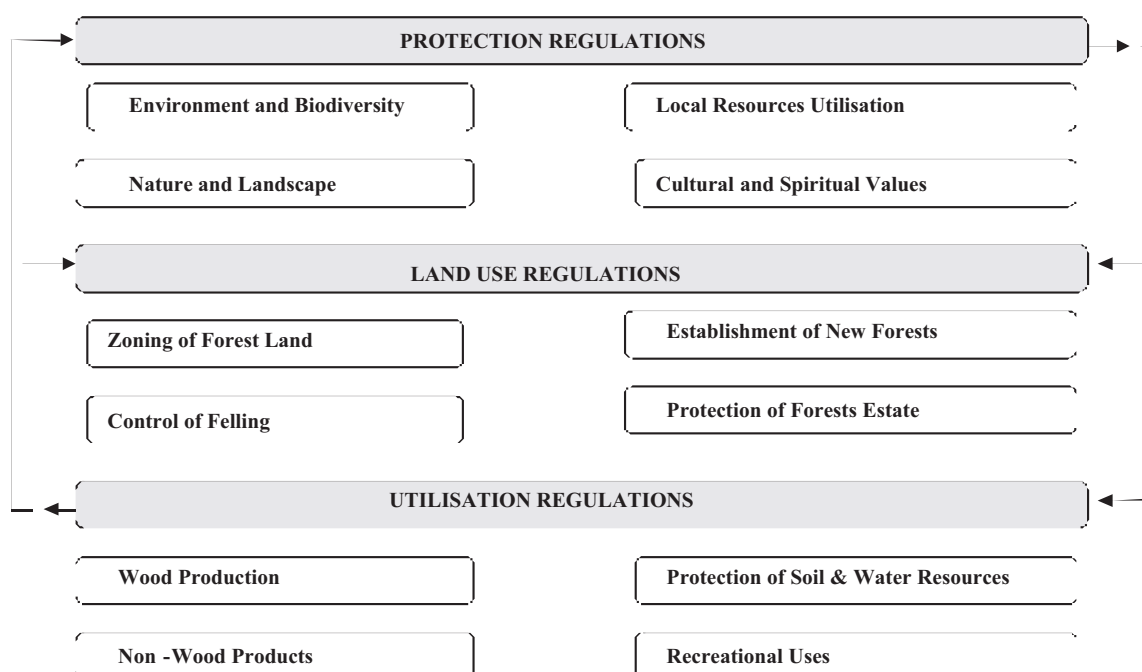 PROTECTION REGULATIONS
Environment and Biodiversity
Local Resources Utilisation
Nature and Landscape
Cultural and Spiritual Values
LAND USE REGULATIONS
Zoning of Forest Land
Establishment of New Forests
Control of Felling
Protection of Forests Estate
UTILISATION REGULATIONS
Wood Production
Protection of Soil & Water Resources
Non -Wood Products
Recreational Uses